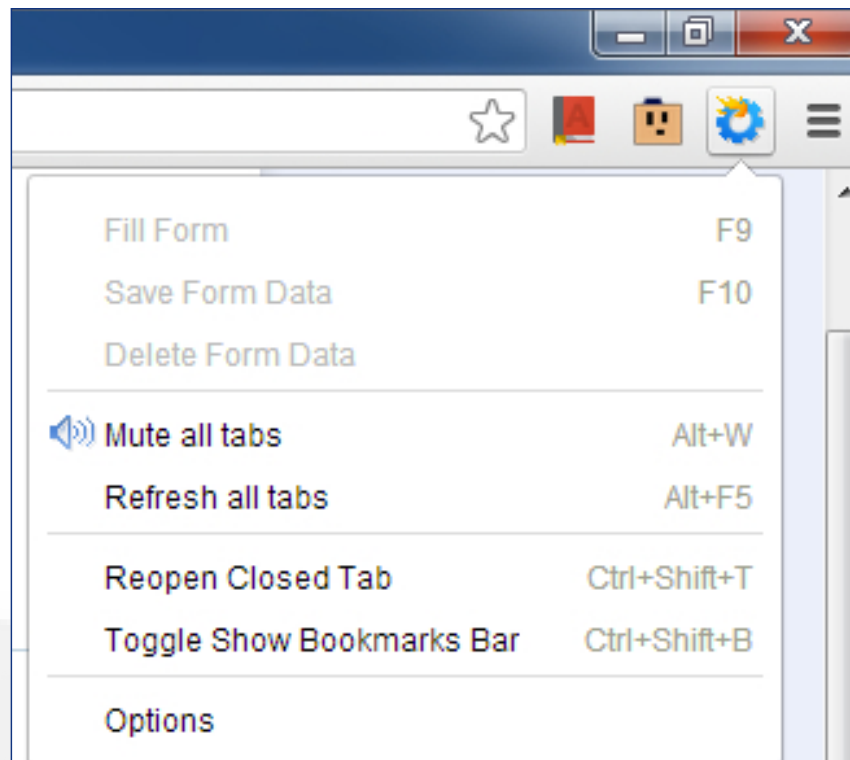 Fill Form F9
Save Form Data F10
Delete Form Data
Mute all tabs Alt+W
Refresh all tabs Alt+F5
Reopen Closed Tab Ctrl+Shift+T
Toggle Show Bookmarks Bar Ctrl+Shift+B
Options